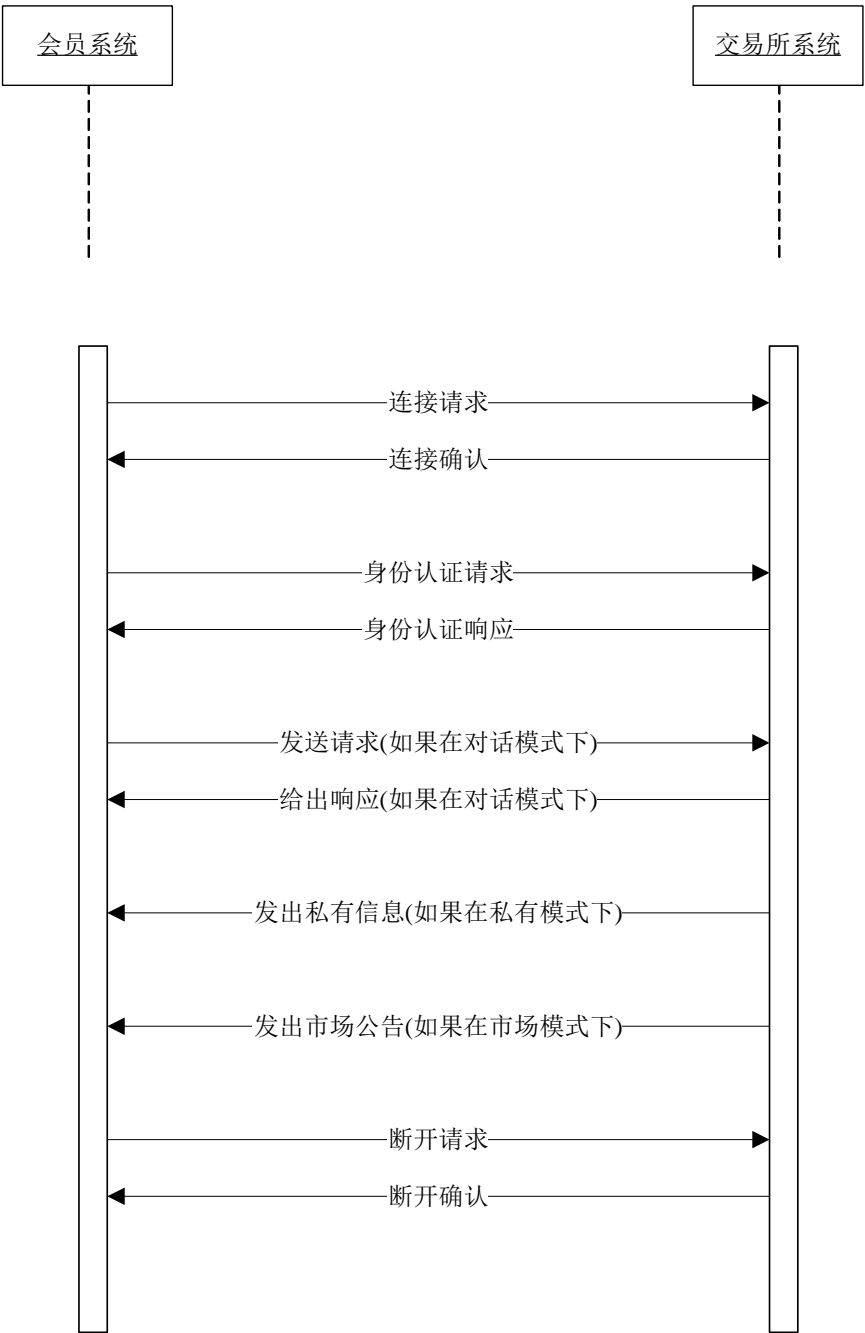 会员系统
交易所系统
连接请求
连接确认
身份认证请求
身份认证响应
发送请求(如果在对话模式下)
给出响应(如果在对话模式下)
发出私有信息(如果在私有模式下)
发出市场公告(如果在市场模式下)
断开请求
断开确认